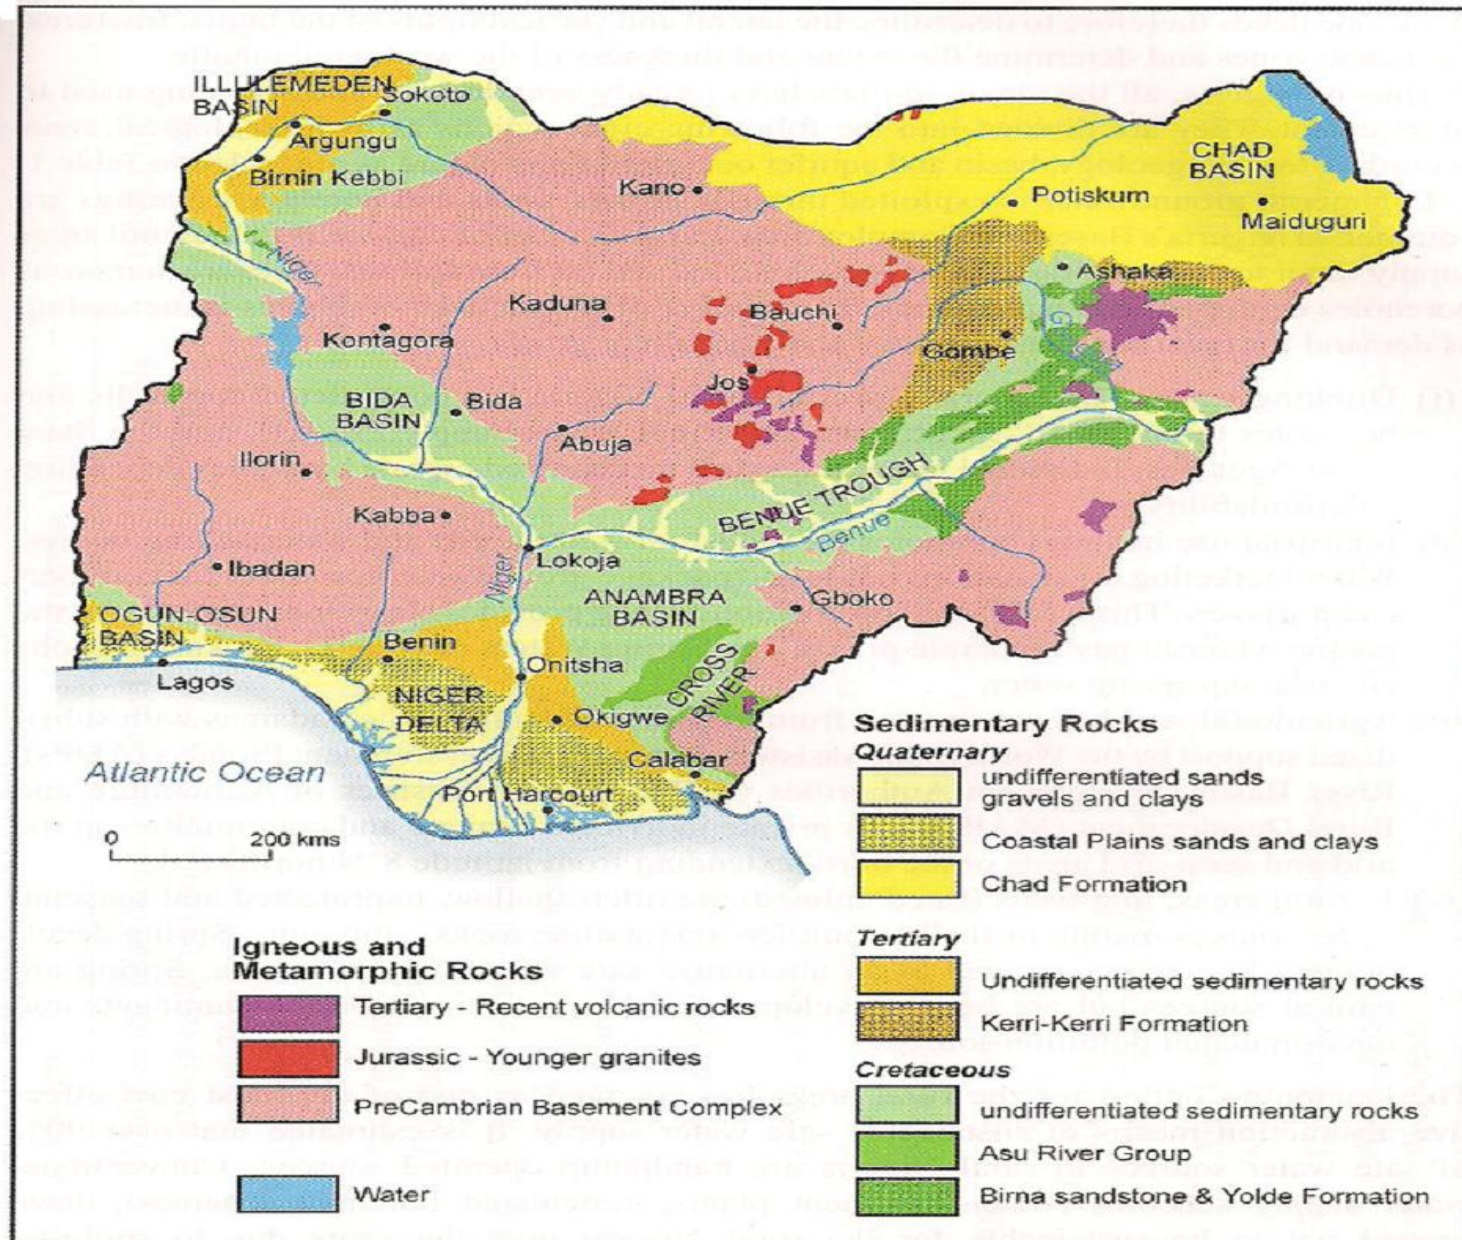 ILLULEMEDEN
BASIN
Sokoto
Argungu
Birnin Kebbi
Kano
CHAD
BASIN
Potiskum
Maiduguri
Niger
Ashaka
Kaduna
Bauchi
Kontagora
Gombe
Jos
BIDA
BASIN
Bida
Abuja
Ilorin
BENUE TROUGH
Kabba
Benue
Lokoja
Ibadan
Niger
ANAMBRA
BASIN
Gboko
OGUN-OSUN
BASIN
Benin
Onitsha
CROSS
RIVER
Lagos
NIGER
DELTA
Okigwe
Calabar
Atlantic Ocean
Port Harcourt
0 200 kms
Igneous and
Metamorphic Rocks
Tertiary - Recent volcanic rocks
Jurassic - Younger granites
PreCambrian Basement Complex
Water
Sedimentary Rocks
Quaternary
undifferentiated sands
gravels and clays
Coastal Plains sands and clays
Chad Formation
Tertiary
Undifferentiated sedimentary rocks
Kerri-Kerri Formation
Cretaceous
undifferentiated sedimentary rocks
Asu River Group
Birna sandstone & Yolde Formation